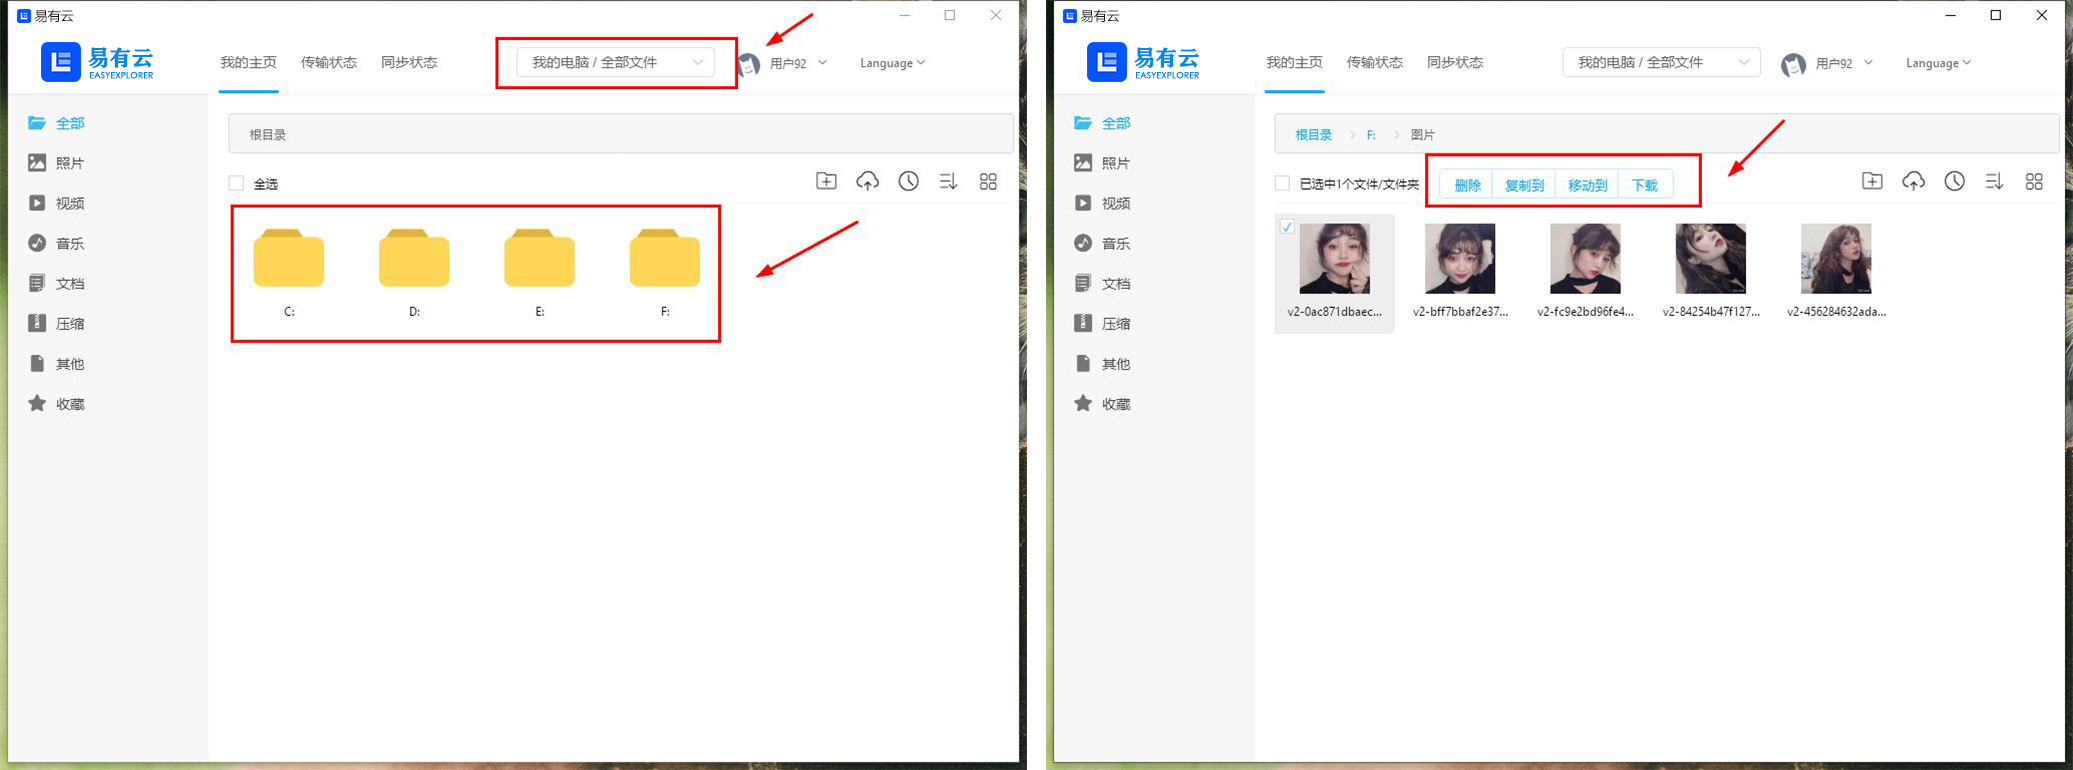 易有云
易有云
EASYEXPLORER
我的主页
传输状态
同步状态
我的电脑 / 全部文件
用户92
Language
全部
照片
视频
音乐
文档
压缩
其他
收藏
根目录
全选
C:
D:
E:
F:
易有云
易有云
EASYEXPLORER
我的主页
传输状态
同步状态
我的电脑 / 全部文件
用户92
Language
全部
照片
视频
音乐
文档
压缩
其他
收藏
根目录 F: 图片
已选中1个文件/文件夹
删除
复制到
移动到
下载
v2-0ac871dbaec...
v2-bff7bbaf2e37...
v2-fc9e2bd96fe4...
v2-84254b47f127...
v2-456284632ada...